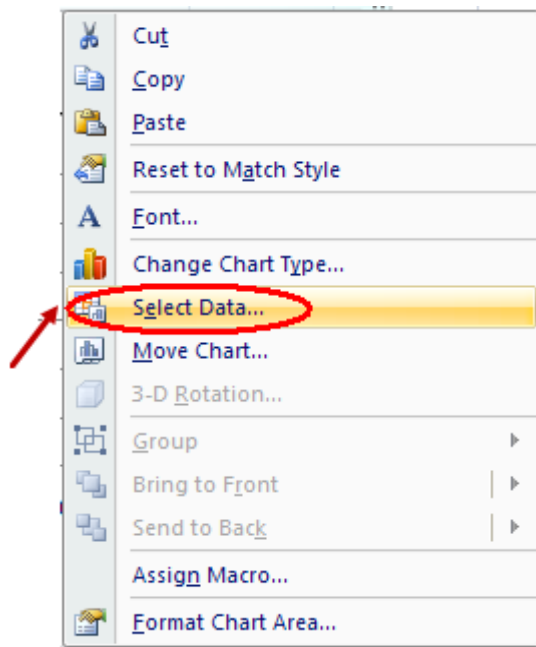 Cut
Copy
Paste
Reset to Match Style
Font...
Change Chart Type...
Select Data...
Move Chart...
3-D Rotation...
Group
Bring to Front
Send to Back
Assign Macro...
Format Chart Area...